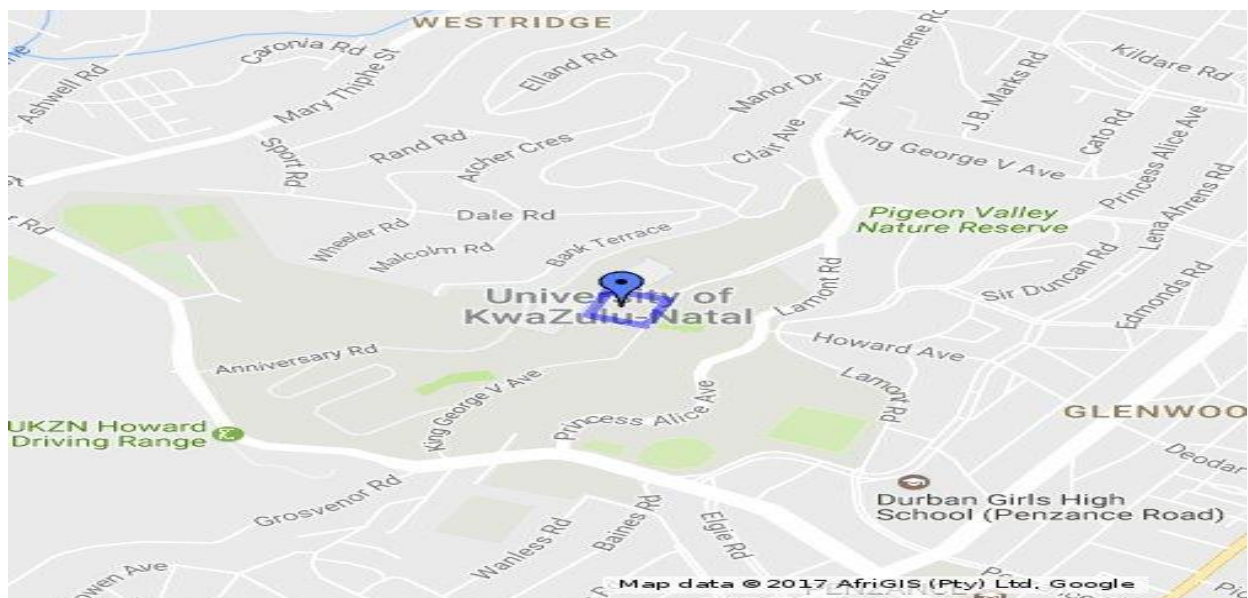 WESTRIDGE
Caronia Rd
Ashwell Rd
Mary Thiphe St
Elland Rd
Manor Dr
Mazisi Kunene Rd
J.B. Marks Rd
Kildare Rd
Sport Rd
Rand Rd
Archer Cres
Clair Ave
King George V Ave
Cato Rd
Princess Alice Ave
Lena Ahrens Rd
Dale Rd
Wheeler Rd
Malcolm Rd
Bank Terrace
Pigeon Valley
Nature Reserve
Sir Duncan Rd
Edmonds Rd
Lamont Rd
University of
KwaZulu-Natal
Howard Ave
Anniversary Rd
King George V Ave
Princess Alice Ave
Lamont Rd
GLENWOO
UKZN Howard
Driving Range
Deodar
Grosvenor Rd
Durban Girls High
School (Penzance Road)
Wanless Rd
Baines Rd
Elgie Rd
owen Ave
Map data © 2017 AfriGIS (Pty) Ltd, Google
PENZANCE